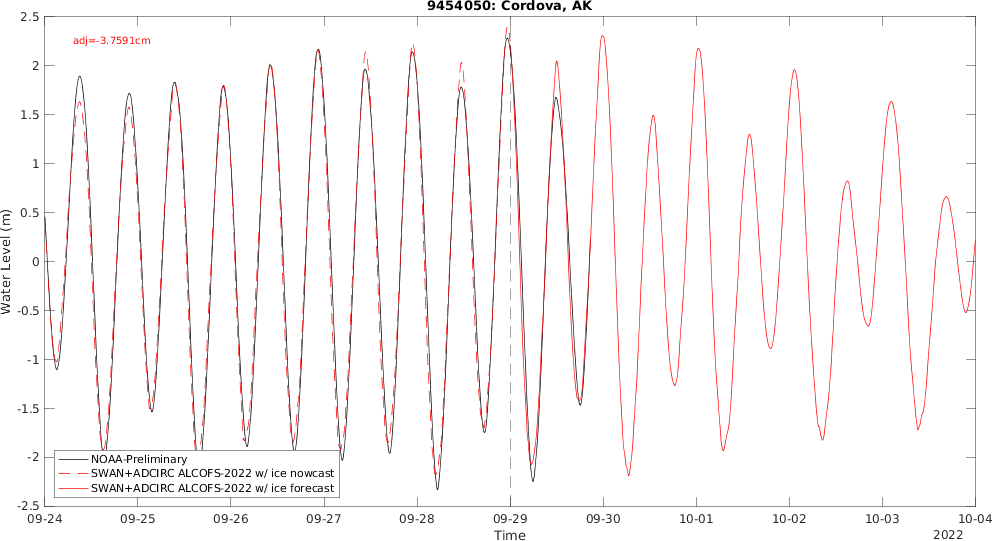 9454050: Cordova, AK
adj=-3.7591cm
Water Level (m)
2.5
2
1.5
1
0.5
0
-0.5
-1
-1.5
-2
-2.5
NOAA-Preliminary
SWAN+ADCIRC ALCOFS-2022 w/ ice nowcast
SWAN+ADCIRC ALCOFS-2022 w/ ice forecast
09-24 09-25 09-26 09-27 09-28 09-29 09-30 10-01 10-02 10-03 10-04
Time
2022